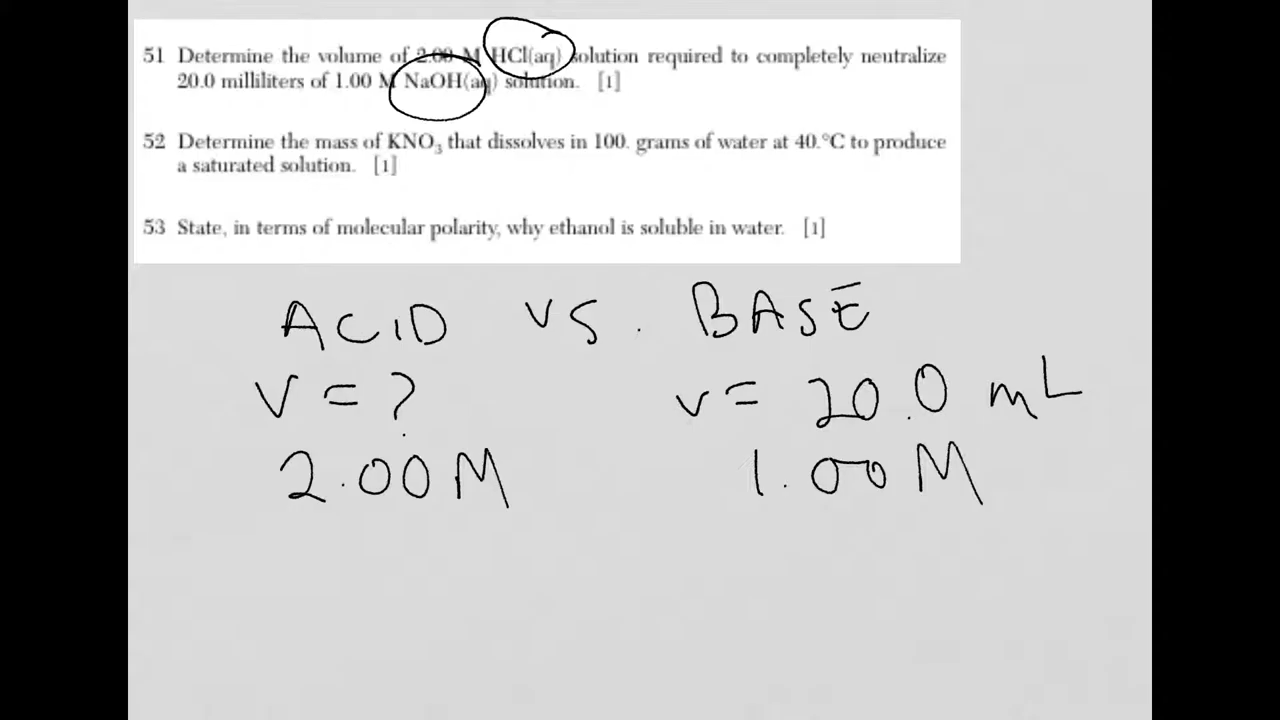 51 Determine the volume of 2.00 M HCl(aq) solution required to completely neutralize
20.0 milliliters of 1.00 M NaOH(aq) solution. [1]
52 Determine the mass of KNO₃ that dissolves in 100. grams of water at 40.°C to produce
a saturated solution. [1]
53 State, in terms of molecular polarity, why ethanol is soluble in water. [1]
ACID vs. BASE
V = ? V = 20.0 mL
2.00 M 1.00 M